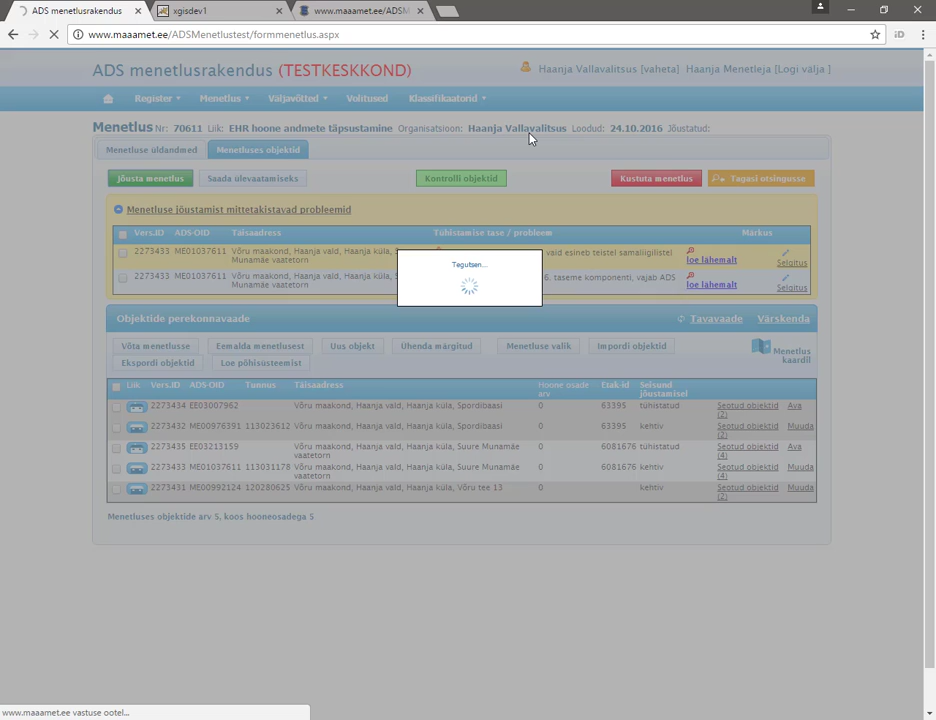 ADS menetlusrakendus
xgisdev1
www.maaamet.ee/ADSM
www.maaamet.ee/ADSMenetlustest/formmenetlus.aspx
ADS menetlusrakendus (TESTKESKKOND)
Haanja Vallavalitsus [vaheta] Haanja Menetleja [Logi välja ]
Register Menetlus Väljavõtted Volitused Klassifikaatorid
Menetlus Nr: 70611 Liik: EHR hoone andmete täpsustamine Organisatsioon: Haanja Vallavalitsus Loodud: 24.10.2016 Jõustatud:
Menetluse üldandmed Menetluses objektid
Jõusta menetlus Saada ülevaatamiseks Kontrolli objektid Kustuta menetlus Tagasi otsingusse
Menetluse jõustamist mittetakistavad probleemid
Vers.ID ADS-OID Täisaadress Tühistamise tase / probleem Märkus
2273433 ME01037611 Võru maakond, Haanja vald, Haanja küla, vaid esineb teistel samaliigilistel
Munamäe vaatetorn loe lähemalt Selgitus
2273433 ME01037611 Võru maakond, Haanja vald, Haanja küla, 6. taseme komponenti, vajab ADS
Munamäe vaatetorn loe lähemalt Selgitus
Tegutsen...
Objektide perekonnavaade Tavavaade Värskenda
Võta menetlusse Eemalda menetlusest Uus objekt Ühenda märgitud Menetluse valik Impordi objektid
Ekspordi objektid Loe põhisüsteemist Menetlus
kaardil
Liik Vers.ID ADS-OID Tunnus Täisaadress Hoone osade
arv Etak-id Seisund
jõustamisel
2273434 EE03007962 Võru maakond, Haanja vald, Haanja küla, Spordibaasi 0 63395 tühistatud Seotud objektid Ava
(2)
2273432 ME00976391 113023612 Võru maakond, Haanja vald, Haanja küla, Spordibaasi 0 63395 kehtiv Seotud objektid Muuda
(2)
2273435 EE03213159 Võru maakond, Haanja vald, Haanja küla, Suure Munamäe 0 6081676 tühistatud Seotud objektid Ava
vaatetorn (4)
2273433 ME01037611 113031178 Võru maakond, Haanja vald, Haanja küla, Suure Munamäe 0 6081676 kehtiv Seotud objektid Muuda
vaatetorn (4)
2273431 ME00992124 120280625 Võru maakond, Haanja vald, Haanja küla, Võru tee 13 0 kehtiv Seotud objektid Muuda
(2)
Menetluses objektide arv 5, koos hooneosadega 5
www.maaamet.ee vastuse ootel...